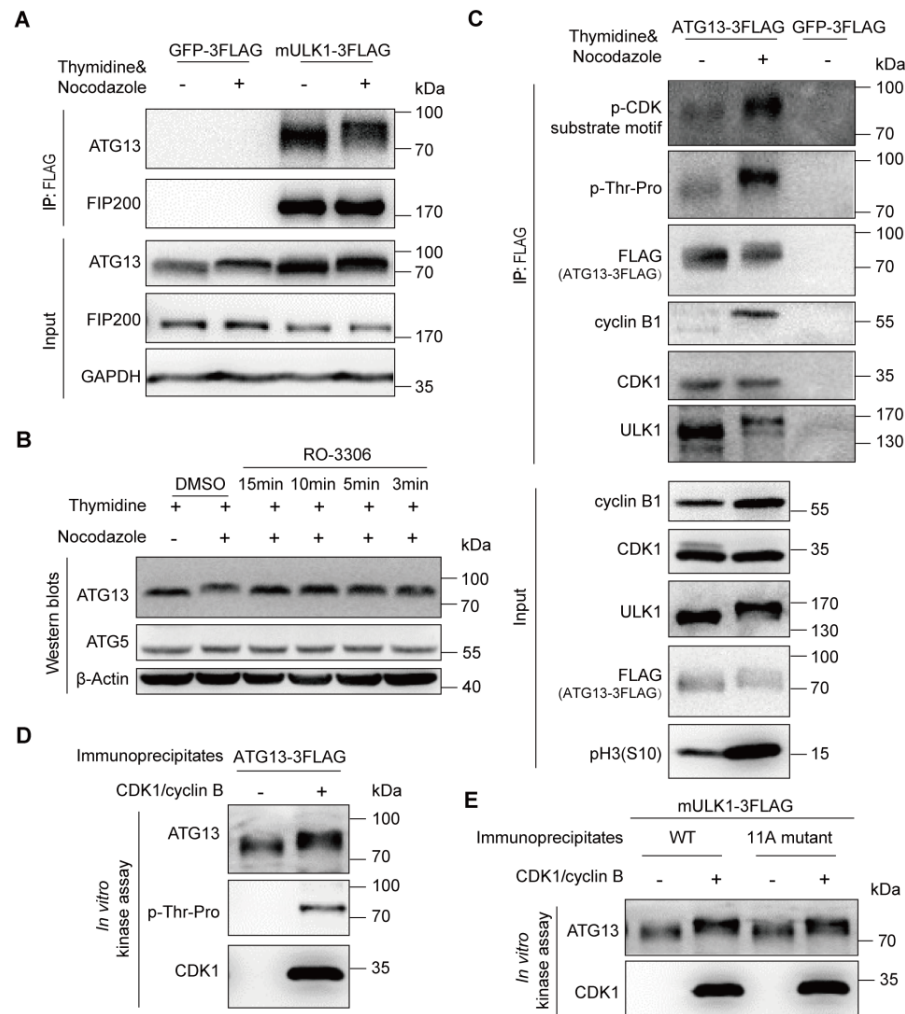 A
GFP-3FLAG mULK1-3FLAG
Thymidine&
Nocodazole - + - + kDa
IP: FLAG
ATG13 100
70
FIP200 170
Input
ATG13 100
70
FIP200 170
GAPDH 35
B
RO-3306
DMSO 15min 10min 5min 3min
Thymidine + + + + + +
Nocodazole - + + + + + kDa
Western blots
ATG13 100
70
ATG5 55
β-Actin 40
C
ATG13-3FLAG GFP-3FLAG
Thymidine&
Nocodazole - + - kDa
IP: FLAG
p-CDK 100
substrate motif 70
p-Thr-Pro 100
70
FLAG 100
(ATG13-3FLAG) 70
cyclin B1 55
CDK1 35
ULK1 170
130
Input
cyclin B1 55
CDK1 35
ULK1 170
130
FLAG 100
(ATG13-3FLAG) 70
pH3(S10) 15
D
Immunoprecipitates ATG13-3FLAG
CDK1/cyclin B - + kDa
In vitro
kinase assay
ATG13 100
70
p-Thr-Pro 100
70
CDK1 35
E
mULK1-3FLAG
Immunoprecipitates WT 11A mutant
CDK1/cyclin B - + - + kDa
In vitro
kinase assay
ATG13 70
CDK1 35